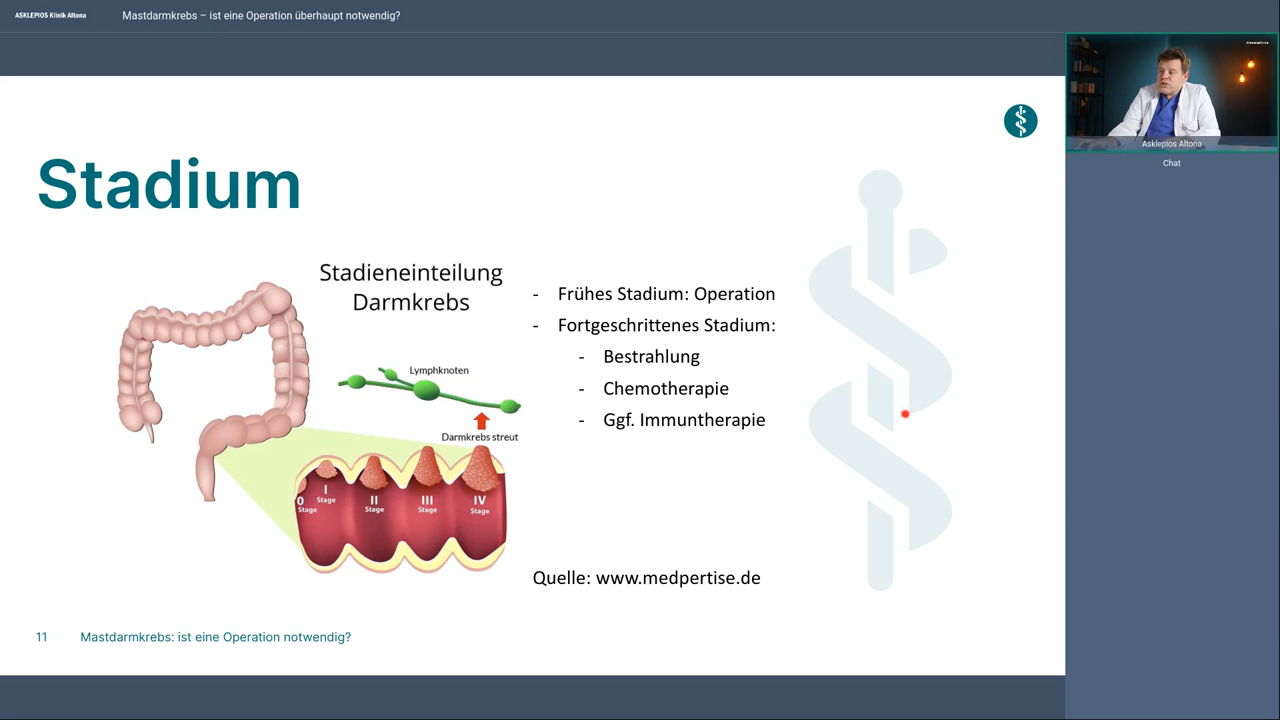 ASKLEPIOS Klinik Altona
Mastdarmkrebs – ist eine Operation überhaupt notwendig?
Asklepios Altona
Chat
Stadium
Stadieneinteilung
Darmkrebs
Lymphknoten
Darmkrebs streut
0
Stage
I
Stage
II
Stage
III
Stage
IV
Stage
- Frühes Stadium: Operation
- Fortgeschrittenes Stadium:
- Bestrahlung
- Chemotherapie
- Ggf. Immuntherapie
Quelle: www.medpertise.de
11 Mastdarmkrebs: ist eine Operation notwendig?